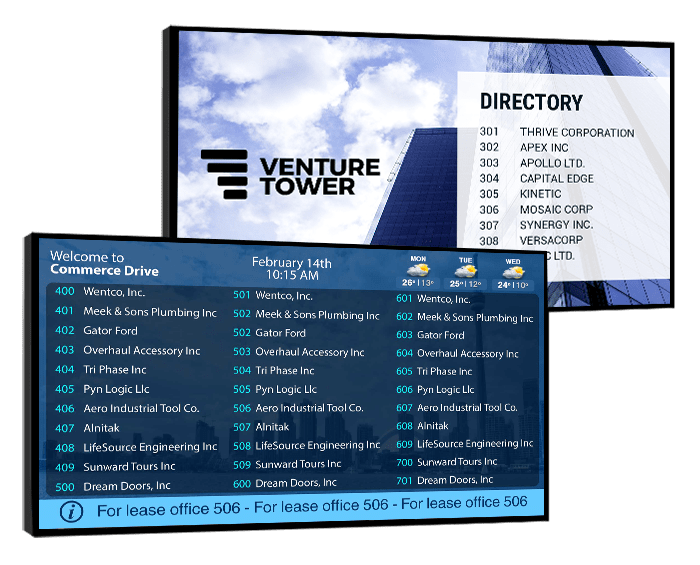 DIRECTORY
301 THRIVE CORPORATION
302 APEX INC
303 APOLLO LTD.
304 CAPITAL EDGE
305 KINETIC
306 MOSAIC CORP
307 SYNERGY INC.
308 VERSACORP
LTD.
VENTURE
TOWER
Welcome to
Commerce Drive
February 14th
10:15 AM
MON TUE WED
26° | 13° 25° | 12° 24° | 10°
400 Wentco, Inc.
401 Meek & Sons Plumbing Inc
402 Gator Ford
403 Overhaul Accessory Inc
404 Tri Phase Inc
405 Pyn Logic Llc
406 Aero Industrial Tool Co.
407 Alnitak
408 LifeSource Engineering Inc
409 Sunward Tours Inc
500 Dream Doors, Inc
501 Wentco, Inc.
502 Meek & Sons Plumbing Inc
502 Gator Ford
503 Overhaul Accessory Inc
504 Tri Phase Inc
505 Pyn Logic Llc
506 Aero Industrial Tool Co.
507 Alnitak
508 LifeSource Engineering Inc
509 Sunward Tours Inc
600 Dream Doors, Inc
601 Wentco, Inc.
602 Meek & Sons Plumbing Inc
603 Gator Ford
604 Overhaul Accessory Inc
605 Tri Phase Inc
606 Pyn Logic Llc
607 Aero Industrial Tool Co.
608 Alnitak
609 LifeSource Engineering Inc
700 Sunward Tours Inc
701 Dream Doors, Inc
i For lease office 506 - For lease office 506 - For lease office 506